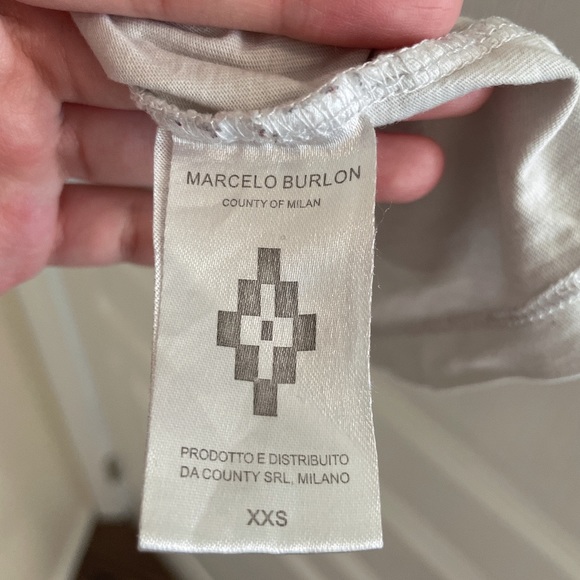 MARCELO BURLON
COUNTY OF MILAN
PRODOTTO E DISTRIBUITO
DA COUNTY SRL, MILANO
XXS